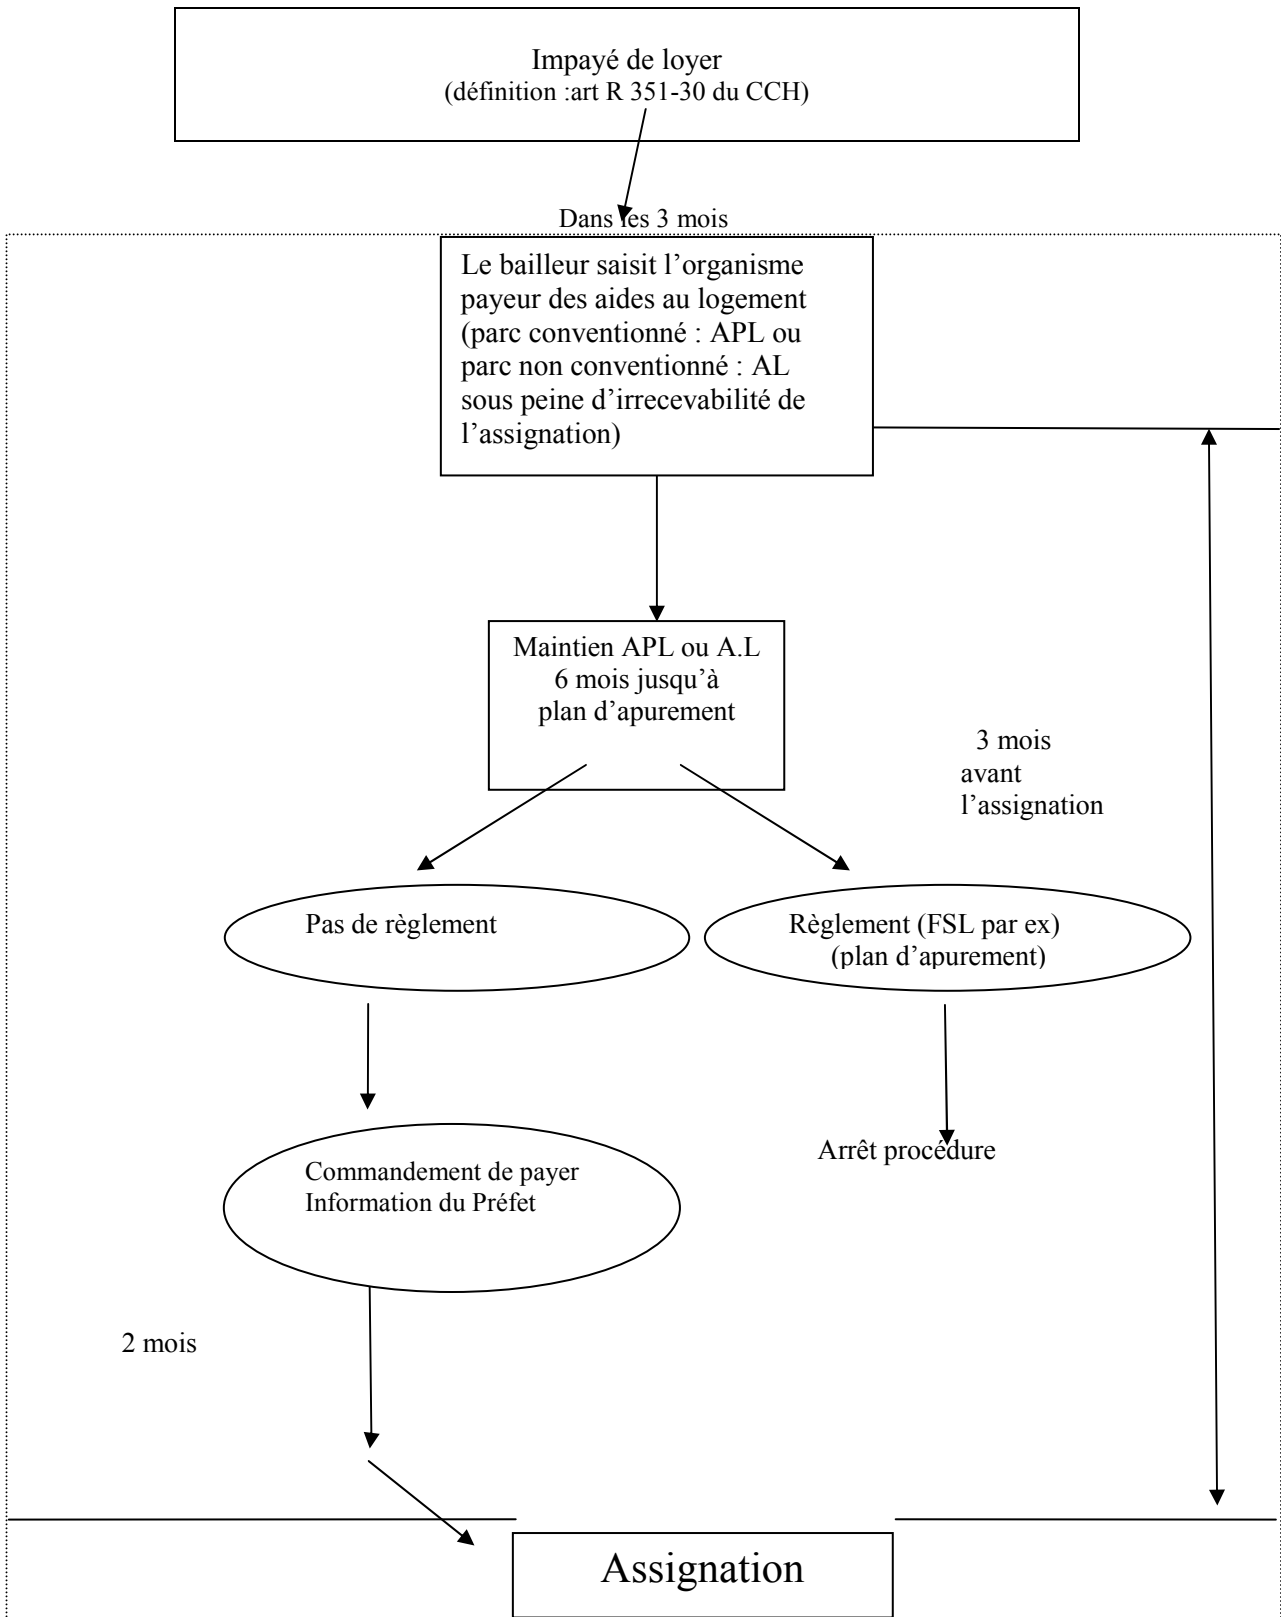 Impayé de loyer
(définition :art R 351-30 du CCH)
Dans les 3 mois
Le bailleur saisit l’organisme
payeur des aides au logement
(parc conventionné : APL ou
parc non conventionné : AL
sous peine d’irrecevabilité de
l’assignation)
Maintien APL ou A.L
6 mois jusqu’à
plan d’apurement
3 mois
avant
l’assignation
Pas de règlement
Règlement (FSL par ex)
(plan d’apurement)
Commandement de payer
Information du Préfet
Arrêt procédure
2 mois
Assignation